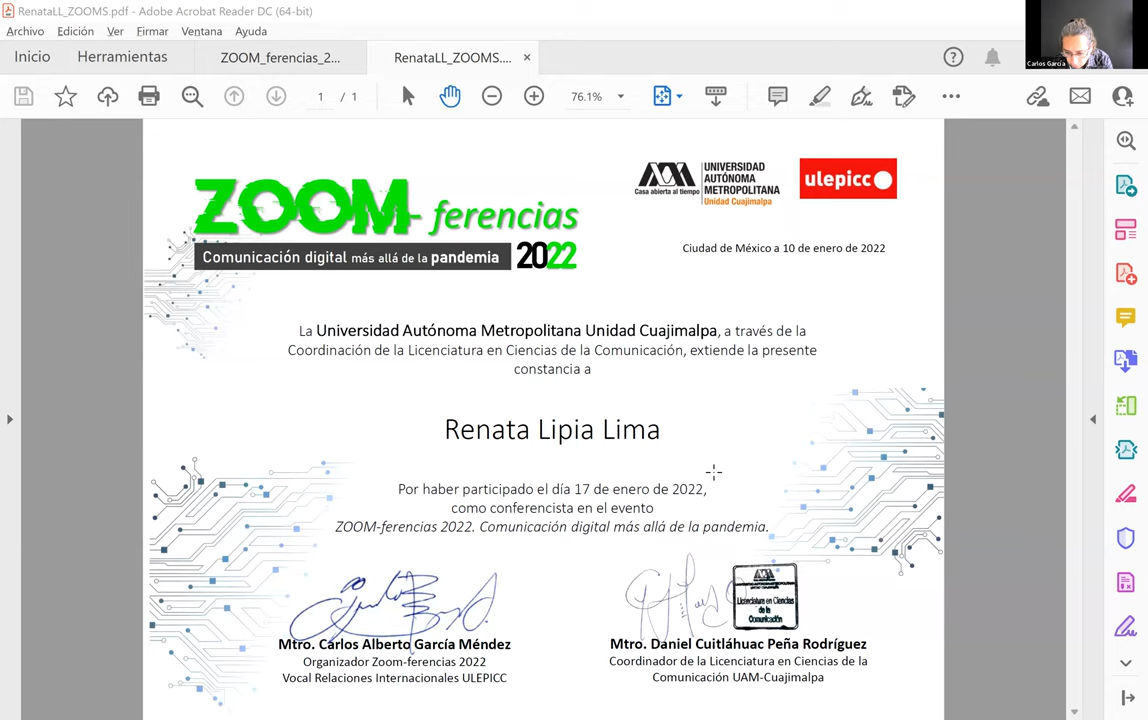 RenataLL_ZOOMS.pdf - Adobe Acrobat Reader DC (64-bit)
Archivo Edición Ver Firmar Ventana Ayuda
Inicio Herramientas ZOOM_ferencias_2... RenataLL_ZOOMS.... ×
Carlos García
1 / 1 76.1%
UNIVERSIDAD
AUTÓNOMA
METROPOLITANA
Casa abierta al tiempo Unidad Cuajimalpa
ulepicc
ZOOM-ferencias
Comunicación digital más allá de la pandemia 2022
Ciudad de México a 10 de enero de 2022
La Universidad Autónoma Metropolitana Unidad Cuajimalpa, a través de la
Coordinación de la Licenciatura en Ciencias de la Comunicación, extiende la presente
constancia a
Renata Lipia Lima
Por haber participado el día 17 de enero de 2022,
como conferencista en el evento
ZOOM-ferencias 2022. Comunicación digital más allá de la pandemia.
Licenciatura en Ciencias
de la
Comunicación
Mtro. Carlos Alberto García Méndez
Organizador Zoom-ferencias 2022
Vocal Relaciones Internacionales ULEPICC
Mtro. Daniel Cuitláhuac Peña Rodríguez
Coordinador de la Licenciatura en Ciencias de la
Comunicación UAM-Cuajimalpa